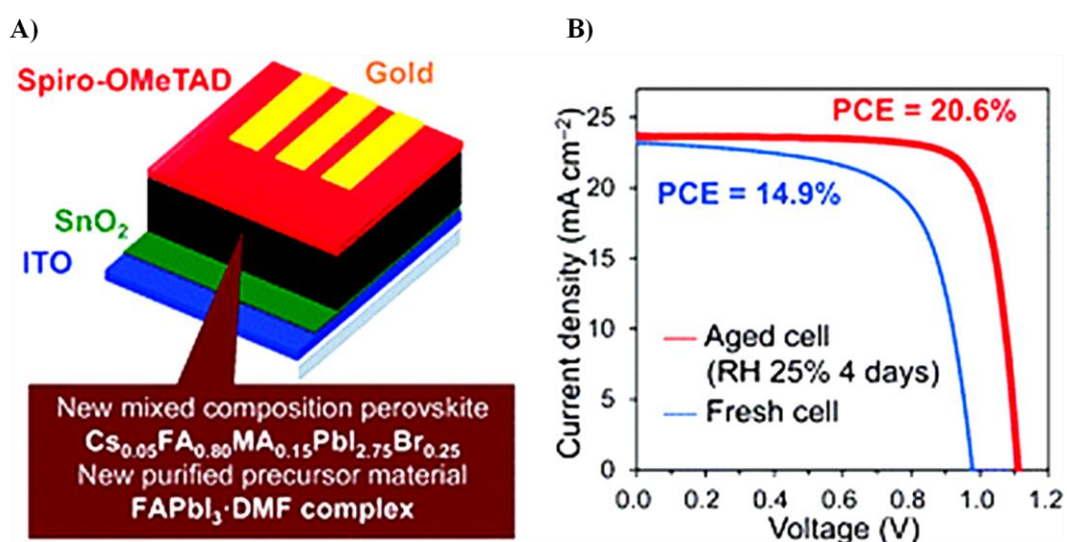 A)
B)
Spiro-OMeTAD
Gold
SnO₂
ITO
New mixed composition perovskite
Cs₀.₀₅FA₀.₈₀MA₀.₁₅PbI₂.₇₅Br₀.₂₅
New purified precursor material
FAPbI₃·DMF complex
Current density (mA cm⁻²)
25
20
15
10
5
0
PCE = 20.6%
PCE = 14.9%
Aged cell
(RH 25% 4 days)
Fresh cell
0.0 0.2 0.4 0.6 0.8 1.0 1.2
Voltage (V)